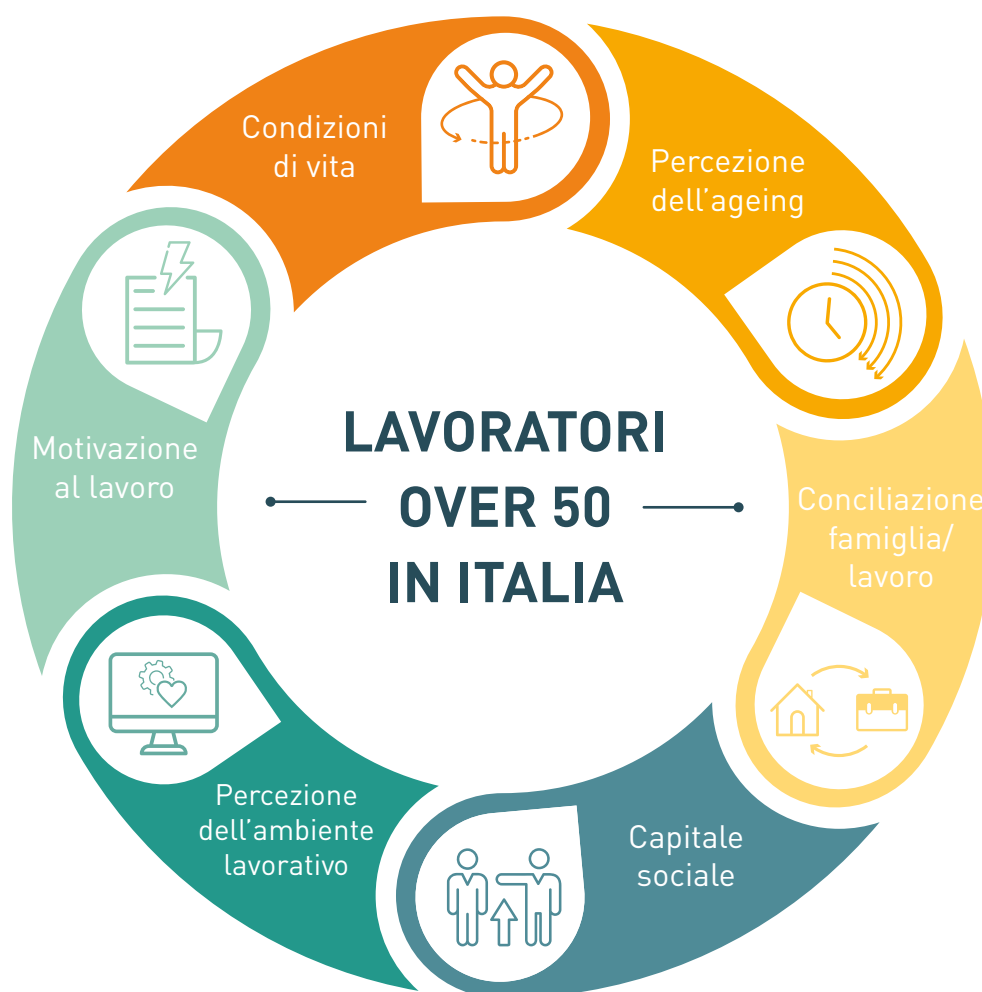 Condizioni
di vita
Percezione
dell’ageing
Motivazione
al lavoro
LAVORATORI
OVER 50
IN ITALIA
Conciliazione
famiglia/
lavoro
Percezione
dell’ambiente
lavorativo
Capitale
sociale